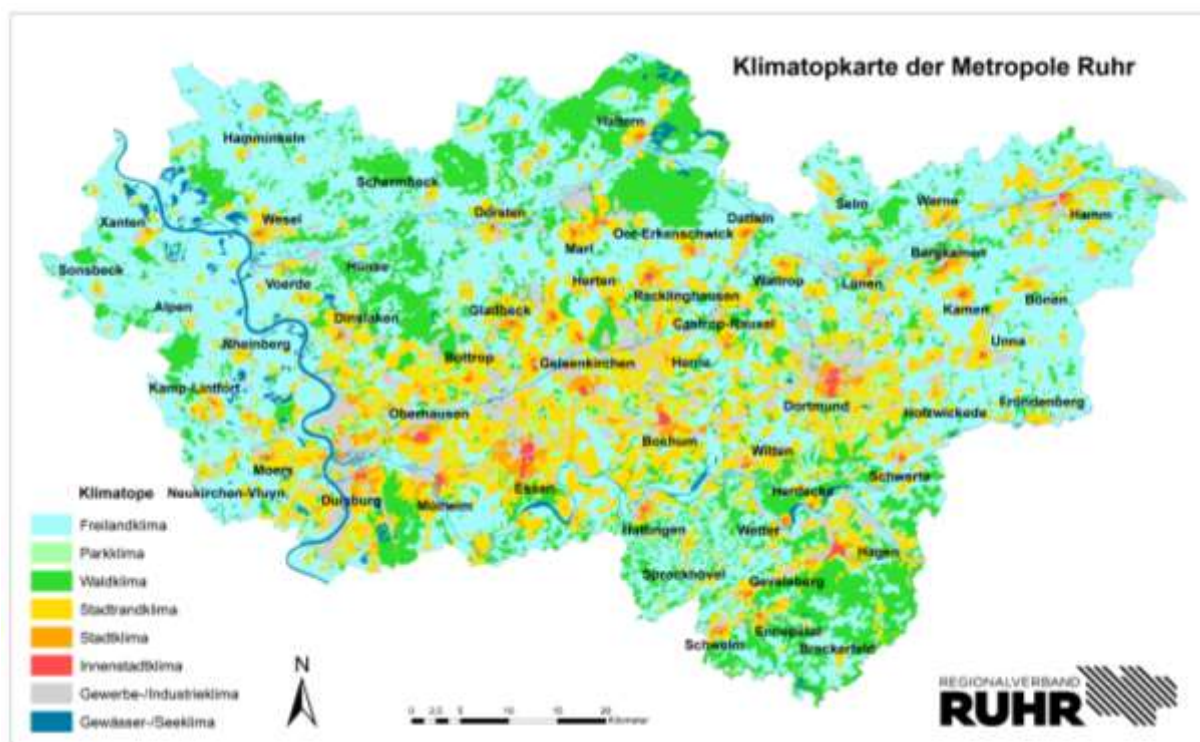 Klimatopkarte der Metropole Ruhr
Haltern
Hamminkeln
Schermbeck
Selm
Werne
Hamm
Xanten
Wesel
Dorsten
Datteln
Marl
Oer-Erkenschwick
Bergkamen
Sonsbeck
Hünxe
Voerde
Herten
Recklinghausen
Waltrop
Lünen
Bönen
Alpen
Dinslaken
Gladbeck
Castrop-Rauxel
Kamen
Rheinberg
Bottrop
Gelsenkirchen
Herne
Unna
Kamp-Lintfort
Oberhausen
Dortmund
Holzwickede
Fröndenberg
Bochum
Witten
Moers
Schwerte
Neukirchen-Vluyn
Duisburg
Mülheim
Essen
Herdecke
Hattingen
Wetter
Hagen
Sprockhövel
Gevelsberg
Ennepetal
Schwelm
Breckerfeld
Klimatope
Freilandklima
Parkklima
Waldklima
Stadtrandklima
Stadtklima
Innenstadtklima
Gewerbe-/Industrieklima
Gewässer-/Seeklima
N
0 2,5 5 10 15 20
Kilometer
REGIONALVERBAND
RUHR